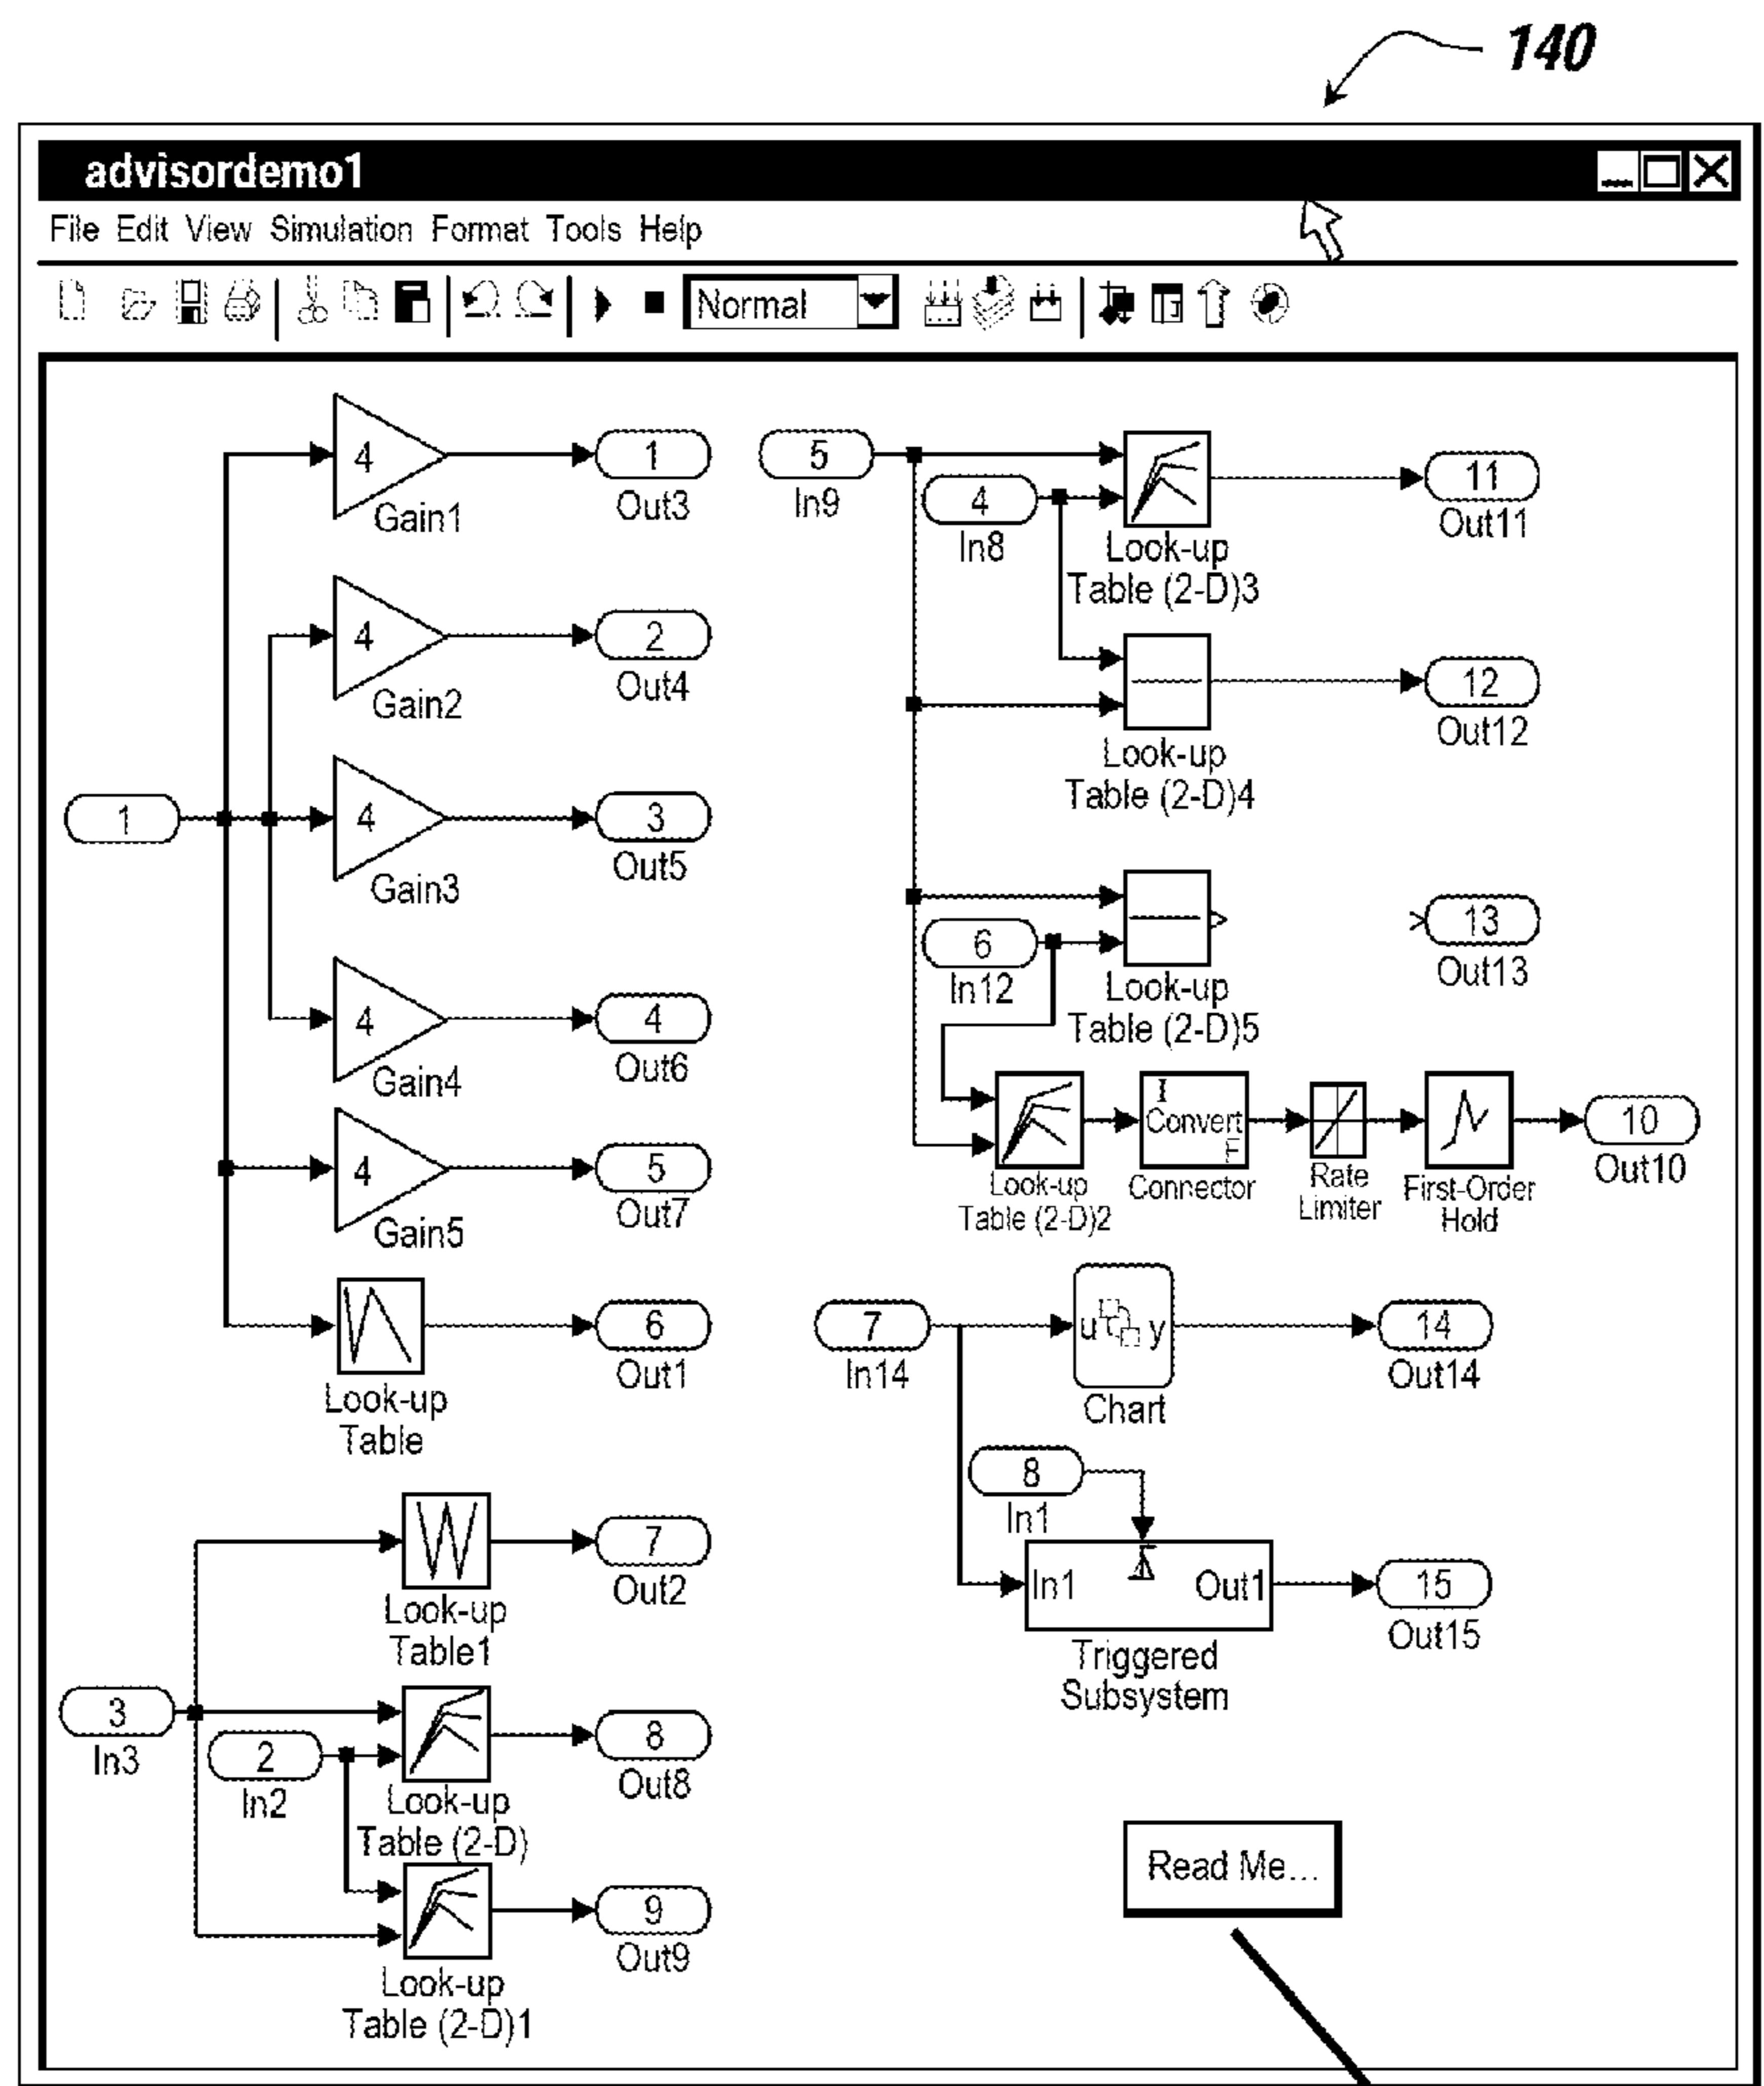 140
advisordemo1
File Edit View Simulation Format Tools Help
Normal
4
Gain1
1
Out3
4
Gain2
2
Out4
1
4
Gain3
3
Out5
4
Gain4
4
Out6
4
Gain5
5
Out7
Look-up
Table
6
Out1
Look-up
Table1
7
Out2
3
In3
2
In2
Look-up
Table (2-D)
8
Out8
Look-up
Table (2-D)1
9
Out9
5
In9
4
In8
Look-up
Table (2-D)3
11
Out11
Look-up
Table (2-D)4
12
Out12
6
In12
Look-up
Table (2-D)5
13
Out13
Look-up
Table (2-D)2
I
Convert
F
Connector
Rate
Limiter
First-Order
Hold
10
Out10
7
In14
u y
Chart
14
Out14
8
In1
In1 Out1
Triggered
Subsystem
15
Out15
Read Me...